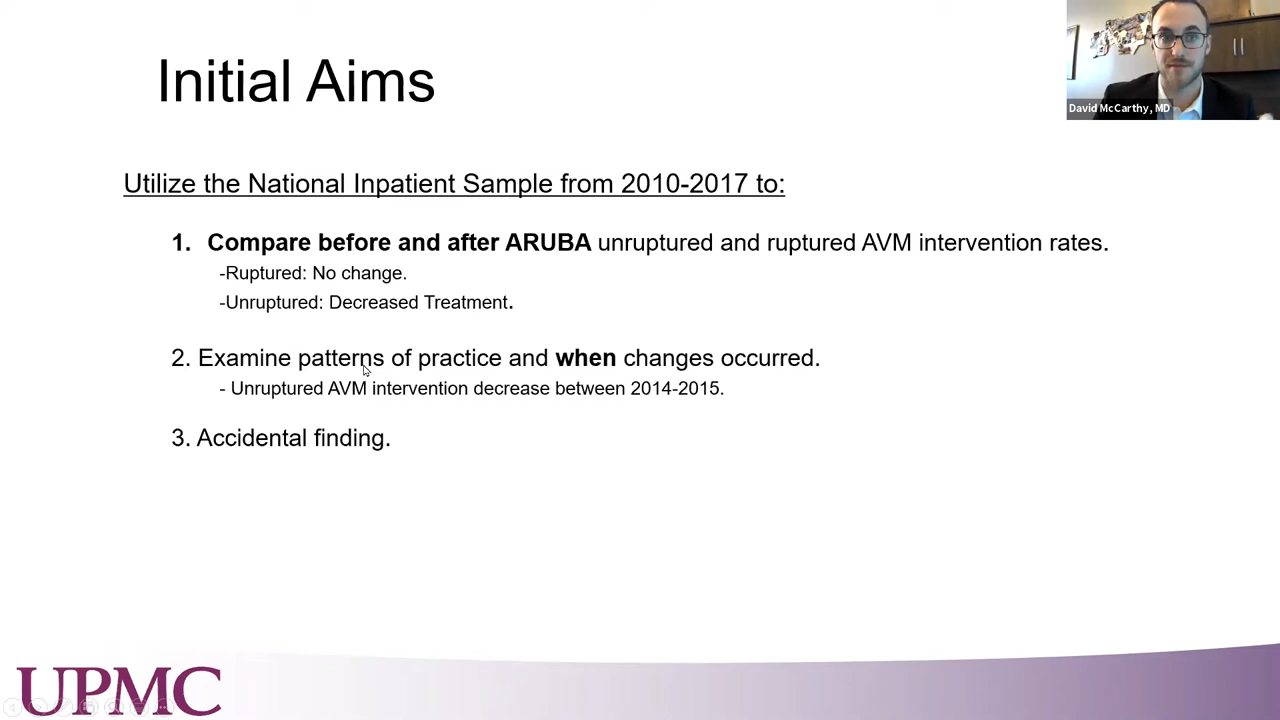 Initial Aims
David McCarthy, MD
Utilize the National Inpatient Sample from 2010-2017 to:
1. Compare before and after ARUBA unruptured and ruptured AVM intervention rates.
-Ruptured: No change.
-Unruptured: Decreased Treatment.
2. Examine patterns of practice and when changes occurred.
- Unruptured AVM intervention decrease between 2014-2015.
3. Accidental finding.
UPMC